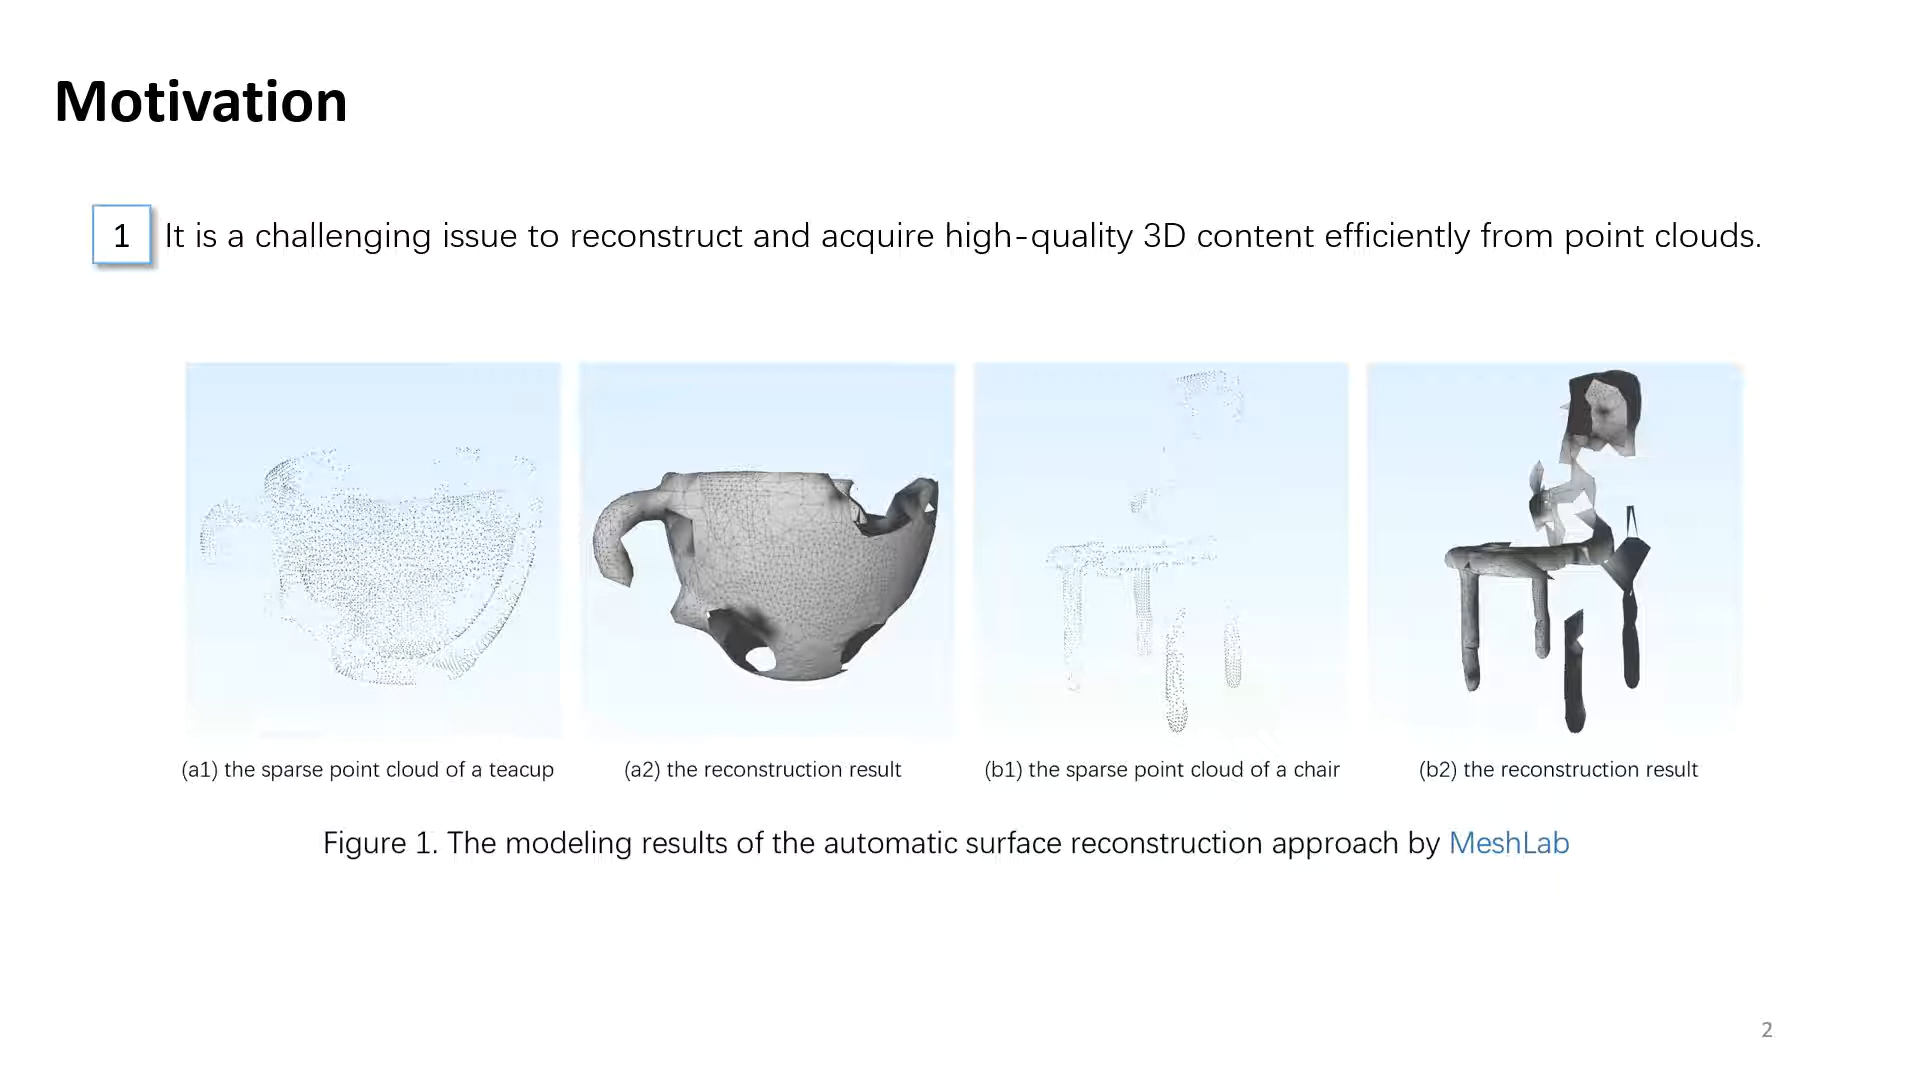 Motivation
1 It is a challenging issue to reconstruct and acquire high-quality 3D content efficiently from point clouds.
(a1) the sparse point cloud of a teacup
(a2) the reconstruction result
(b1) the sparse point cloud of a chair
(b2) the reconstruction result
Figure 1. The modeling results of the automatic surface reconstruction approach by MeshLab
2